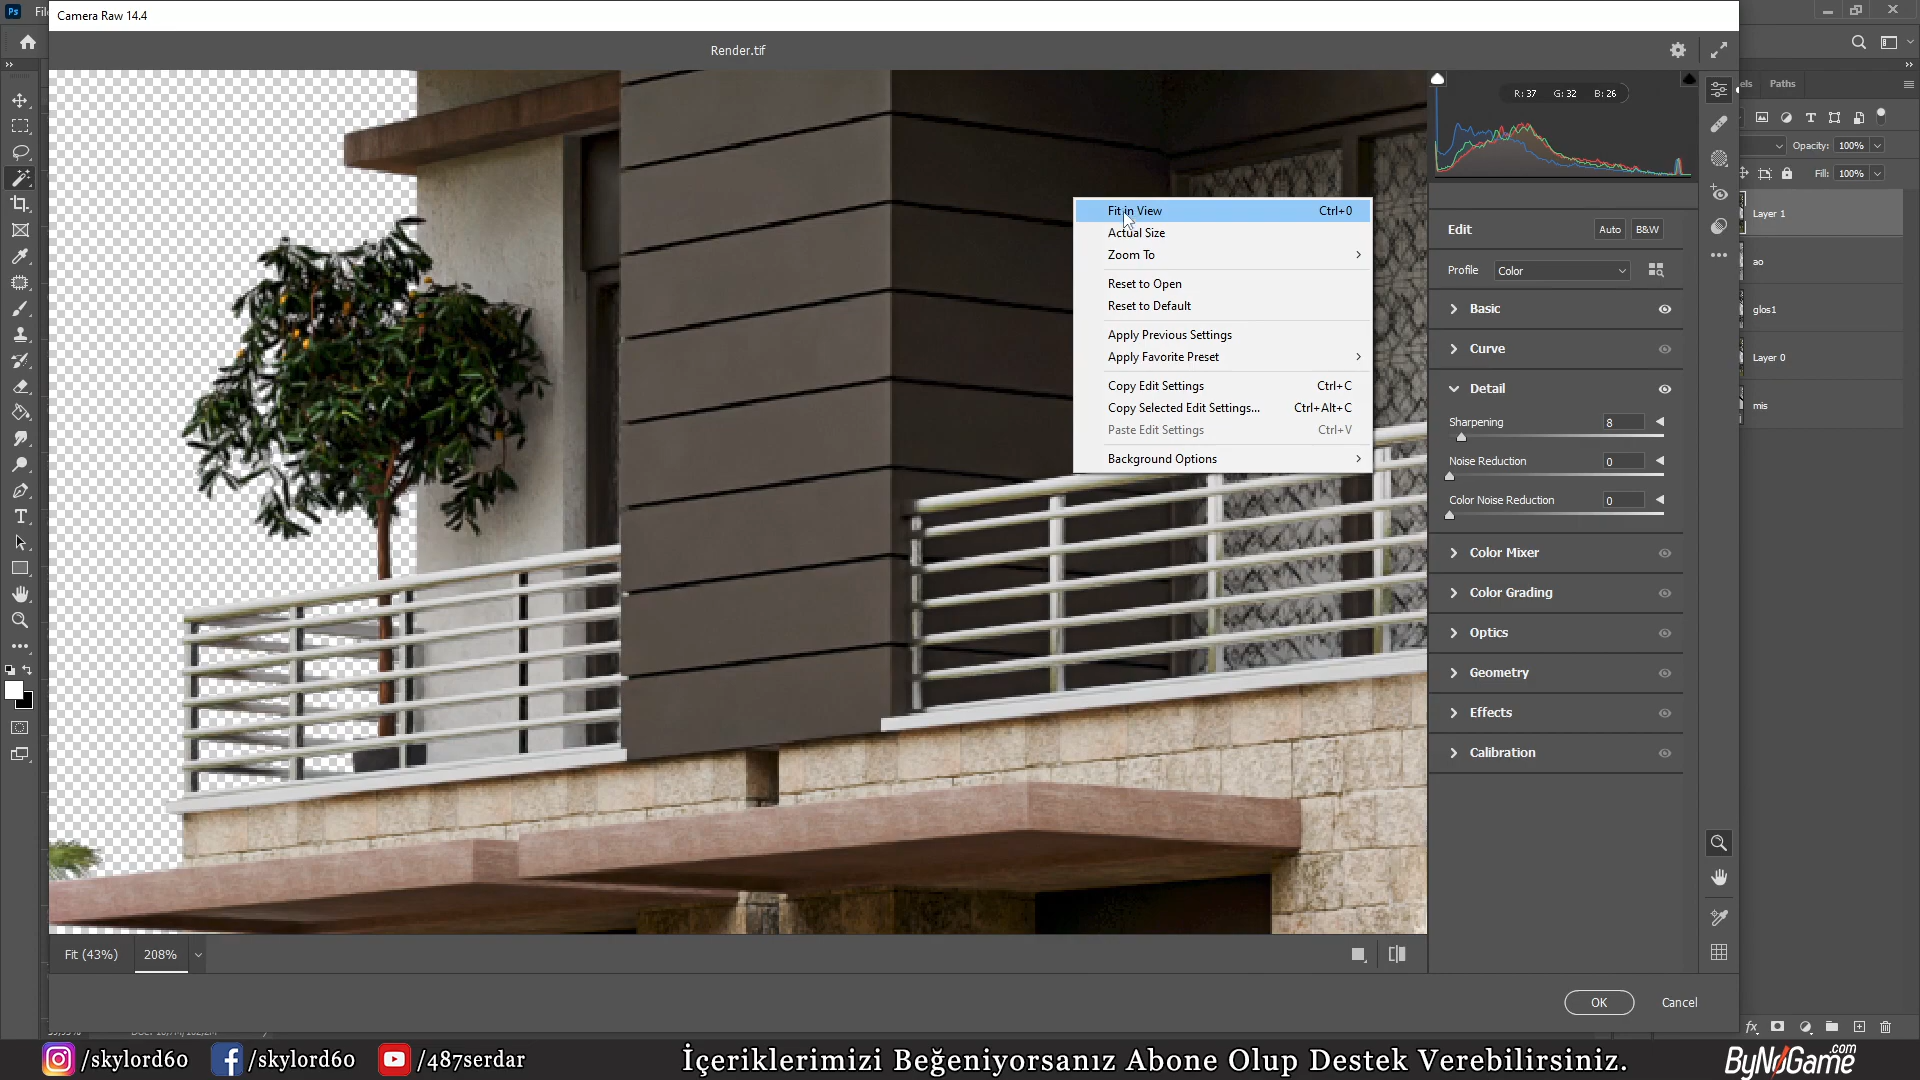 Ps
File
Camera Raw 14.4
Render.tif
R: 37 G: 32 B: 26
Paths
Opacity: 100%
Fill: 100%
Layer 1
ao
glos1
Layer 0
mis
Edit
Auto
B&W
Profile
Color
Basic
Curve
Detail
Sharpening 8
Noise Reduction 0
Color Noise Reduction 0
Color Mixer
Color Grading
Optics
Geometry
Effects
Calibration
Fit in View Ctrl+0
Actual Size
Zoom To
Reset to Open
Reset to Default
Apply Previous Settings
Apply Favorite Preset
Copy Edit Settings Ctrl+C
Copy Selected Edit Settings... Ctrl+Alt+C
Paste Edit Settings Ctrl+V
Background Options
Fit (43%)
208%
OK
Cancel
fx
/skylord60 /skylord60 /487serdar
İçeriklerimizi Beğeniyorsanız Abone Olup Destek Verebilirsiniz.
ByNoGame.com